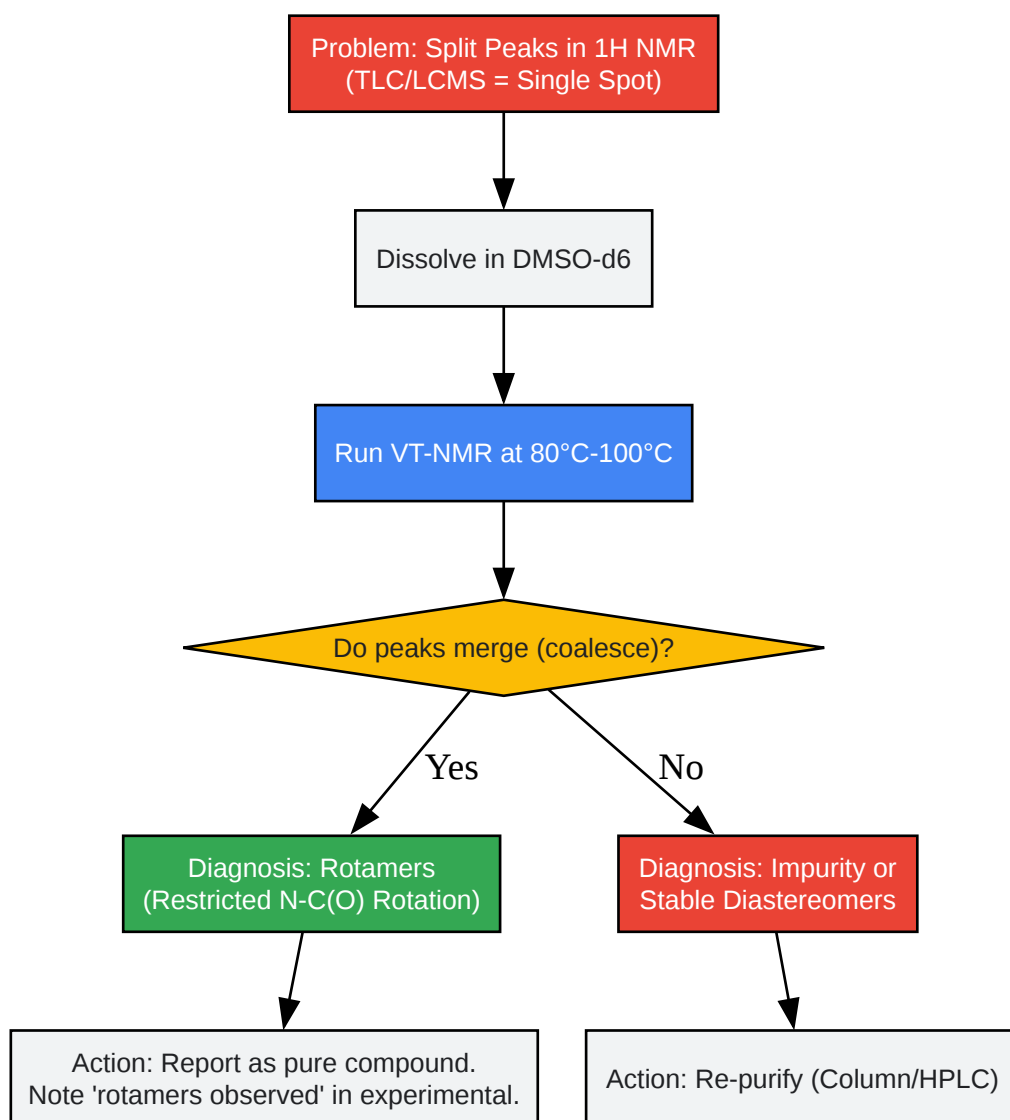 Problem: Split Peaks in 1H NMR
(TLC/LCMS = Single Spot)
Dissolve in DMSO-d6
Run VT-NMR at 80°C-100°C
Do peaks merge (coalesce)?
Yes
No
Diagnosis: Rotamers
(Restricted N-C(O) Rotation)
Diagnosis: Impurity or
Stable Diastereomers
Action: Report as pure compound.
Note 'rotamers observed' in experimental.
Action: Re-purify (Column/HPLC)